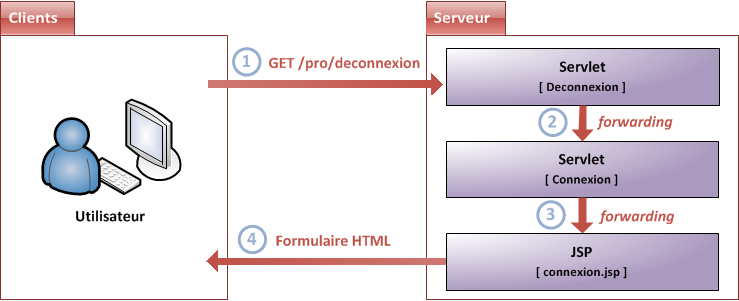 Clients
Serveur
1 GET /pro/deconnexion
Servlet
[ Deconnexion ]
2 forwarding
Servlet
[ Connexion ]
Utilisateur
3 forwarding
4 Formulaire HTML
JSP
[ connexion.jsp ]